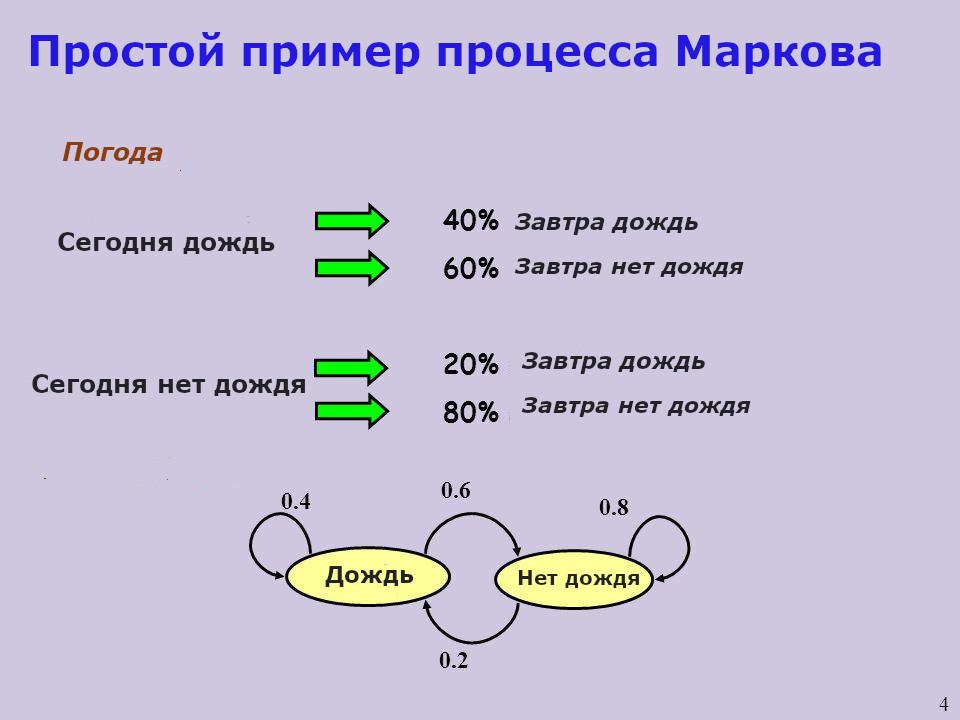 Простой пример процесса Маркова
Погода
Сегодня дождь
40% Завтра дождь
60% Завтра нет дождя
Сегодня нет дождя
20% Завтра дождь
80% Завтра нет дождя
0.4
0.6
0.8
Дождь
Нет дождя
0.2
4